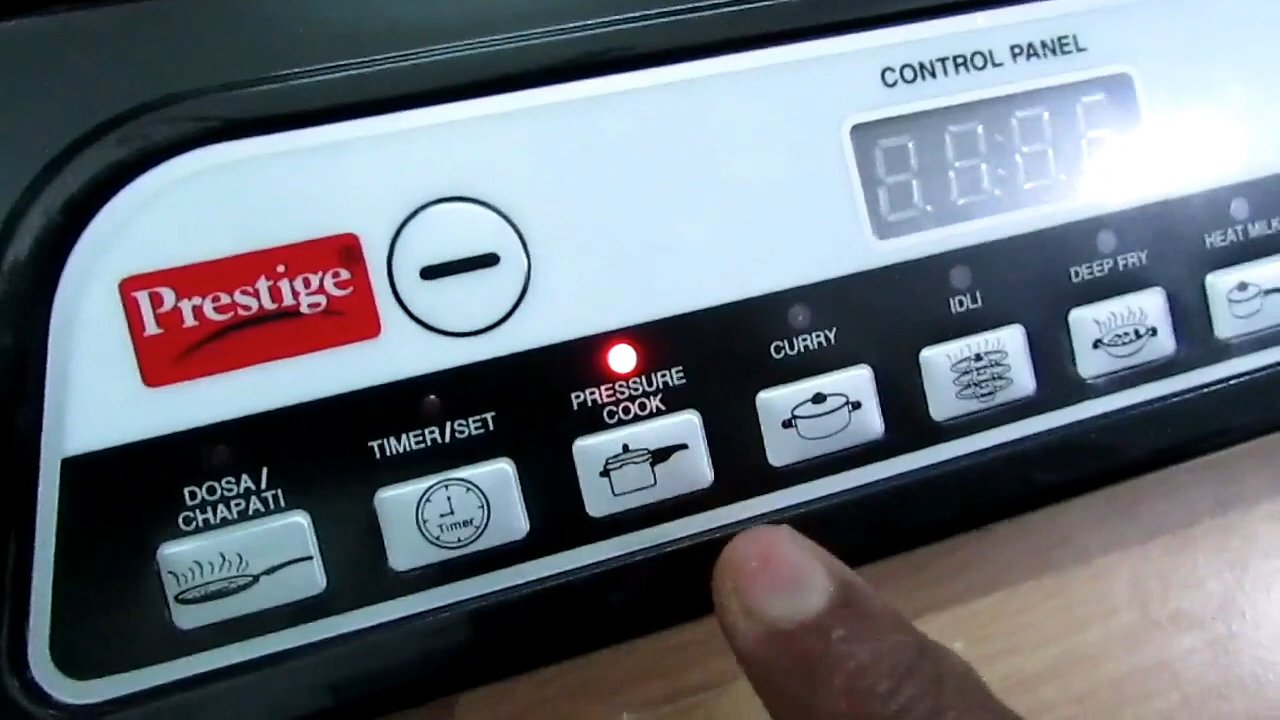 CONTROL PANEL
Prestige
DOSA/
CHAPATI
TIMER/SET
Timer
PRESSURE
COOK
CURRY
IDLI
DEEP FRY
HEAT MILK